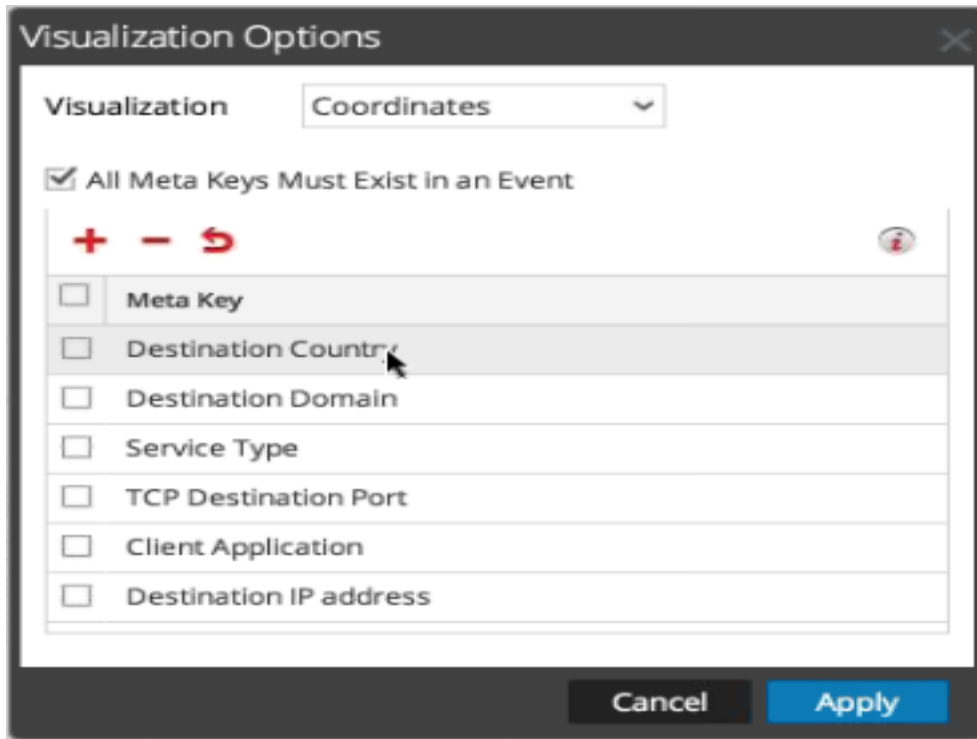 Visualization Options
Visualization Coordinates
All Meta Keys Must Exist in an Event
Meta Key
Destination Country
Destination Domain
Service Type
TCP Destination Port
Client Application
Destination IP address
Cancel Apply